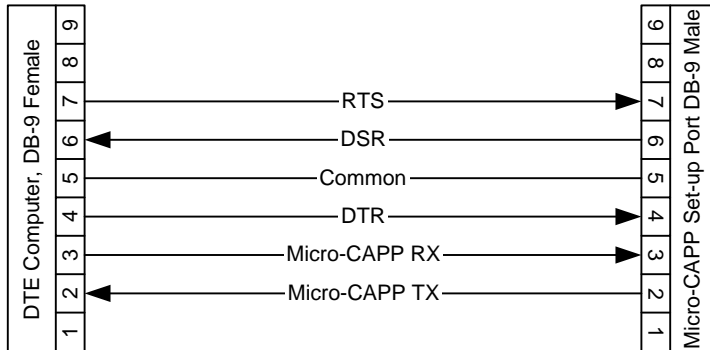 DTE Computer, DB-9 Female
9
8
7
6
5
4
3
2
1
RTS
DSR
Common
DTR
Micro-CAPP RX
Micro-CAPP TX
9
8
7
6
5
4
3
2
1
Micro-CAPP Set-up Port DB-9 Male